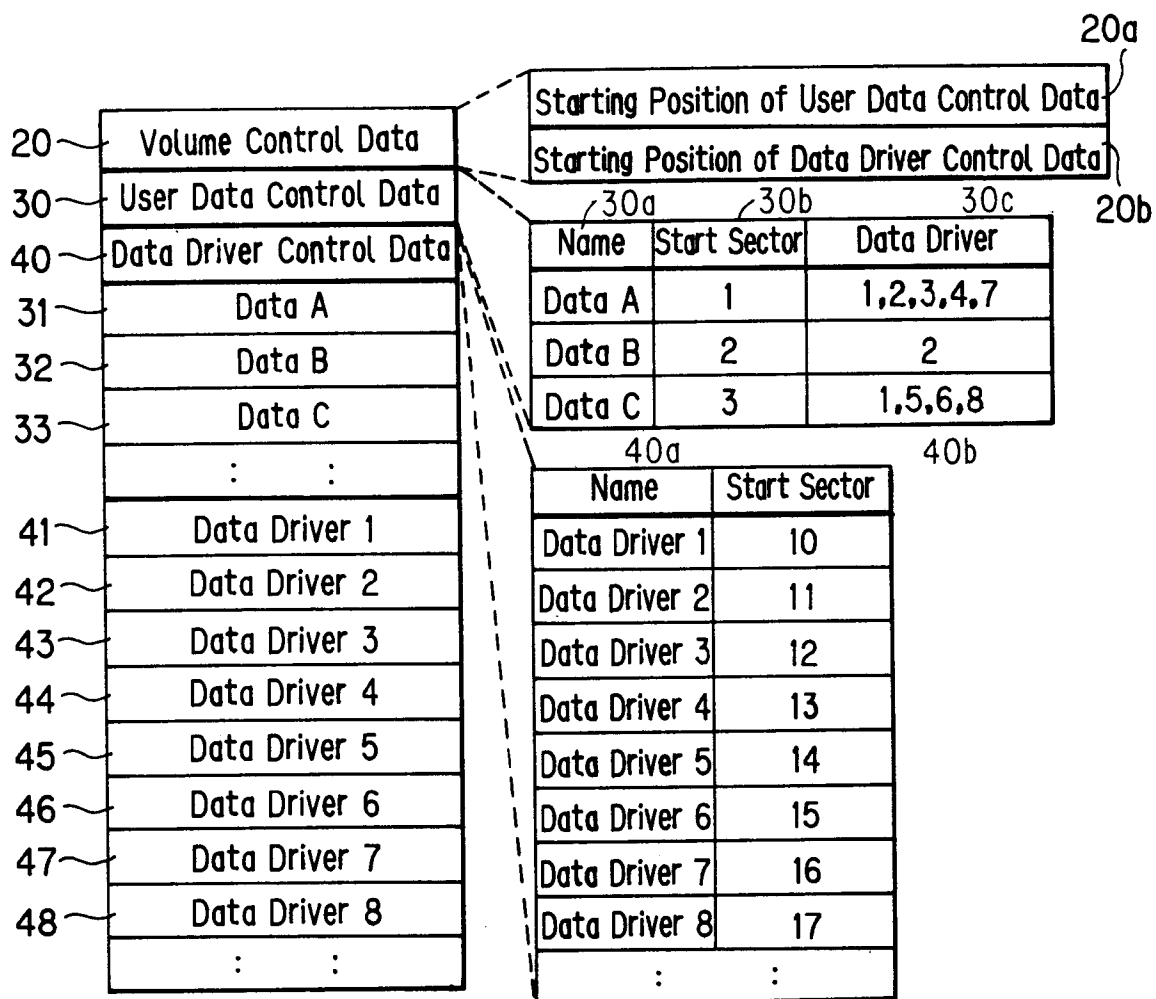 20a
Starting Position of User Data Control Data
Starting Position of Data Driver Control Data
20b
20 Volume Control Data
30 User Data Control Data
40 Data Driver Control Data
31 Data A
32 Data B
33 Data C
: :
41 Data Driver 1
42 Data Driver 2
43 Data Driver 3
44 Data Driver 4
45 Data Driver 5
46 Data Driver 6
47 Data Driver 7
48 Data Driver 8
: :
30a 30b 30c
Name Start Sector Data Driver
Data A 1 1,2,3,4,7
Data B 2 2
Data C 3 1,5,6,8
40a 40b
Name Start Sector
Data Driver 1 10
Data Driver 2 11
Data Driver 3 12
Data Driver 4 13
Data Driver 5 14
Data Driver 6 15
Data Driver 7 16
Data Driver 8 17
: :